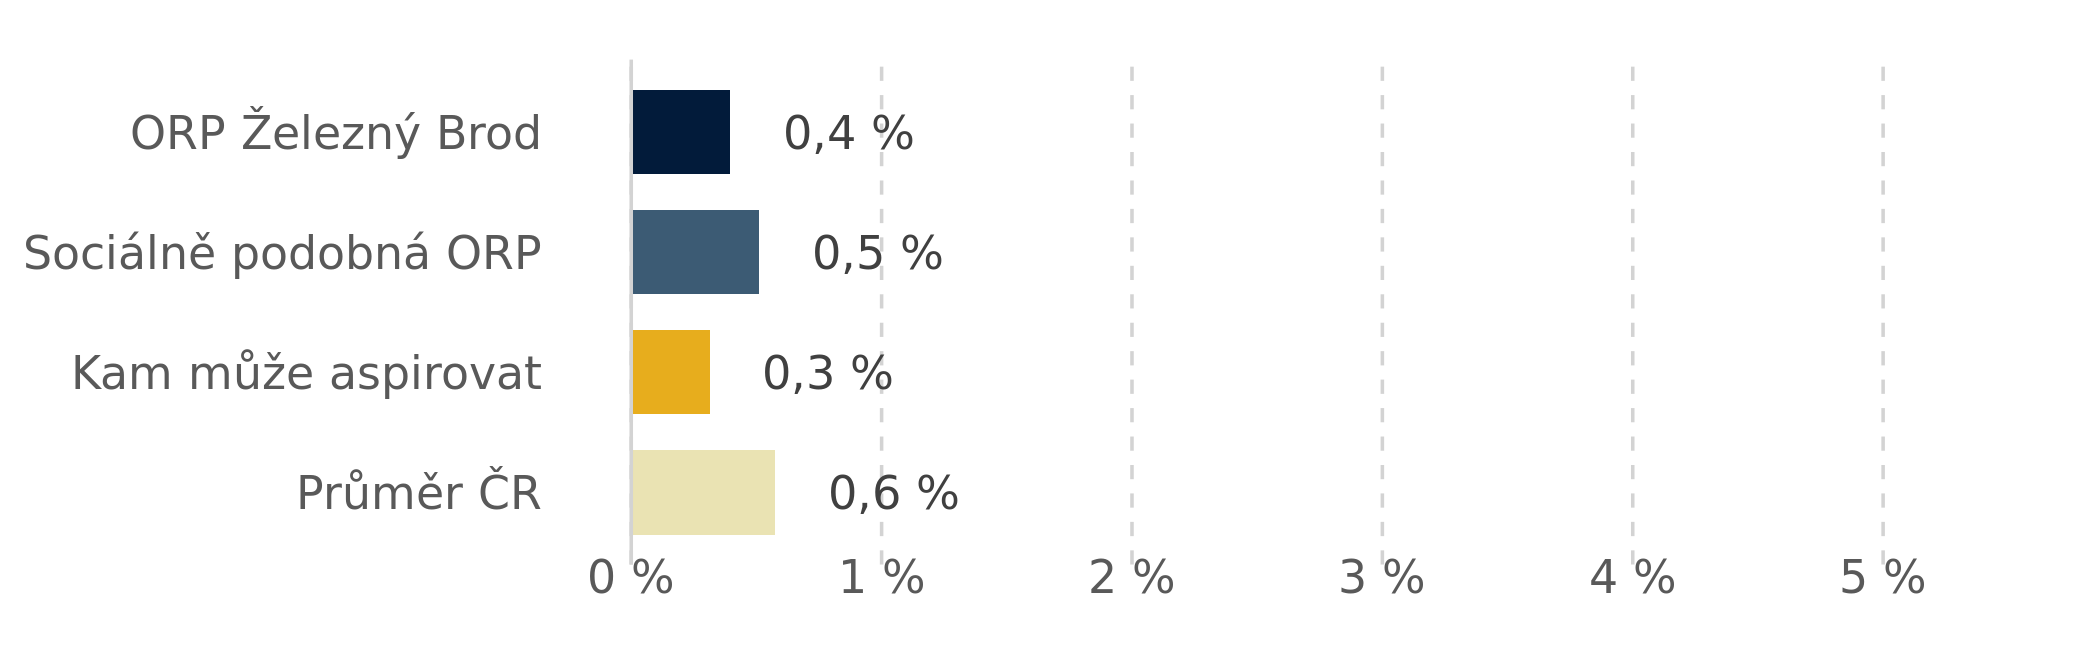 ORP Železný Brod 0,4 %
Sociálně podobná ORP 0,5 %
Kam může aspirovat 0,3 %
Průměr ČR 0,6 %
0 % 1 % 2 % 3 % 4 % 5 %